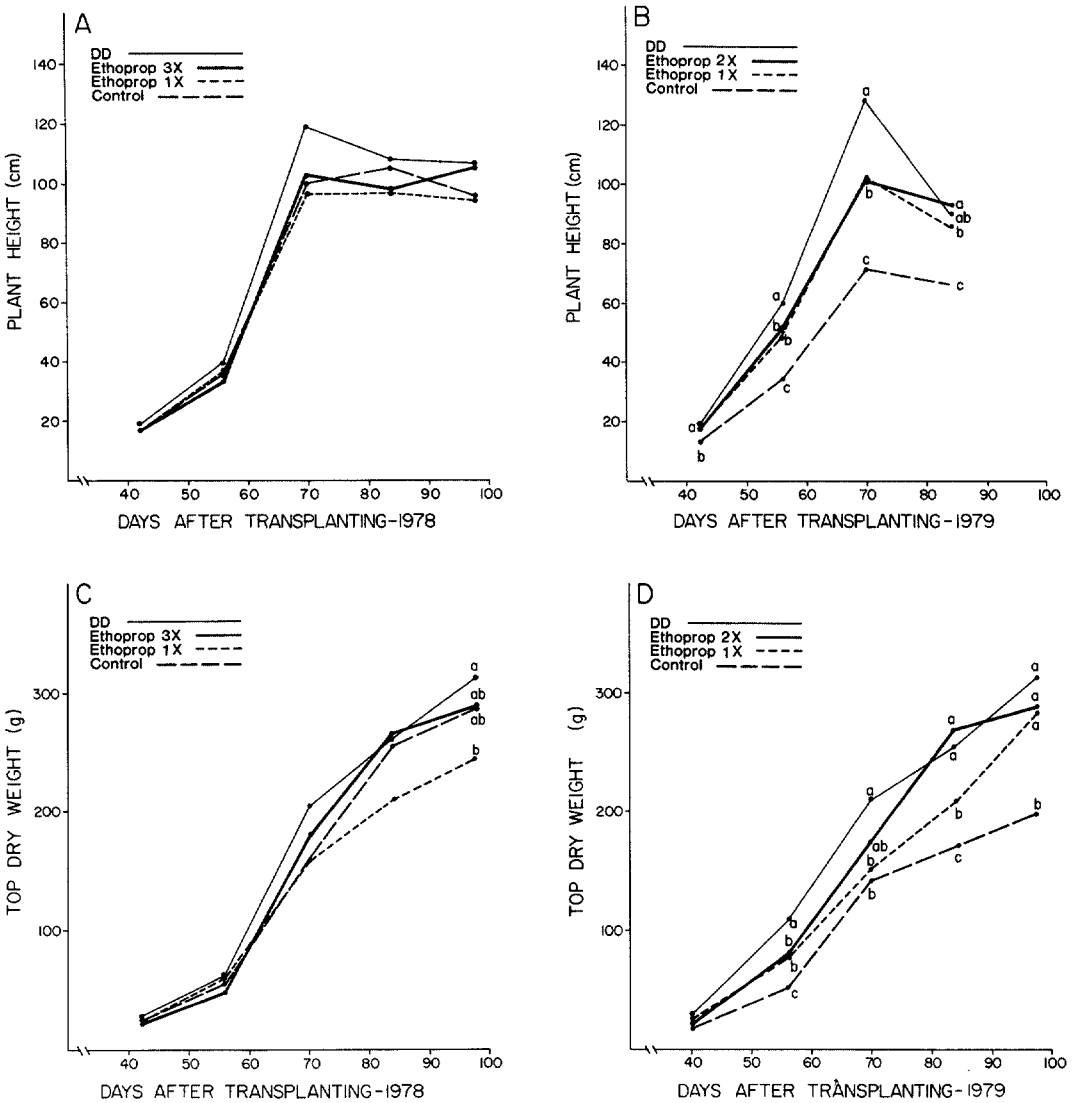 A
DD
Ethoprop 3X
Ethoprop 1X
Control
PLANT HEIGHT (cm)
140
120
100
80
60
40
20
40 50 60 70 80 90 100
DAYS AFTER TRANSPLANTING-1978
B
DD
Ethoprop 2X
Ethoprop 1X
Control
PLANT HEIGHT (cm)
140
120
100
80
60
40
20
a
a
b
a
ab
b
c
c
a
b
b
c
a
b
40 50 60 70 80 90 100
DAYS AFTER TRANSPLANTING-1979
C
DD
Ethoprop 3X
Ethoprop 1X
Control
TOP DRY WEIGHT (g)
300
200
100
a
ab
ab
b
40 50 60 70 80 90 100
DAYS AFTER TRANSPLANTING-1978
D
DD
Ethoprop 2X
Ethoprop 1X
Control
TOP DRY WEIGHT (g)
300
200
100
a
a
a
b
a
a
b
c
a
ab
b
b
a
b
b
c
40 50 60 70 80 90 100
DAYS AFTER TRANSPLANTING-1979